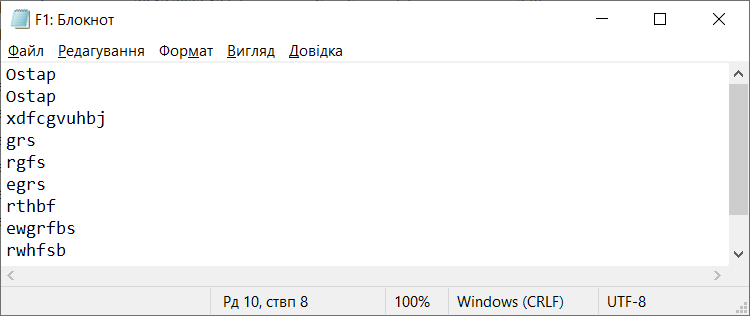 F1: Блокнот
Файл Редагування Формат Вигляд Довідка
Ostap
Ostap
xdfcgvuhbj
grs
rgfs
egrs
rthbf
ewgrfbs
rwhfsb
Рд 10, ствп 8 100% Windows (CRLF) UTF-8